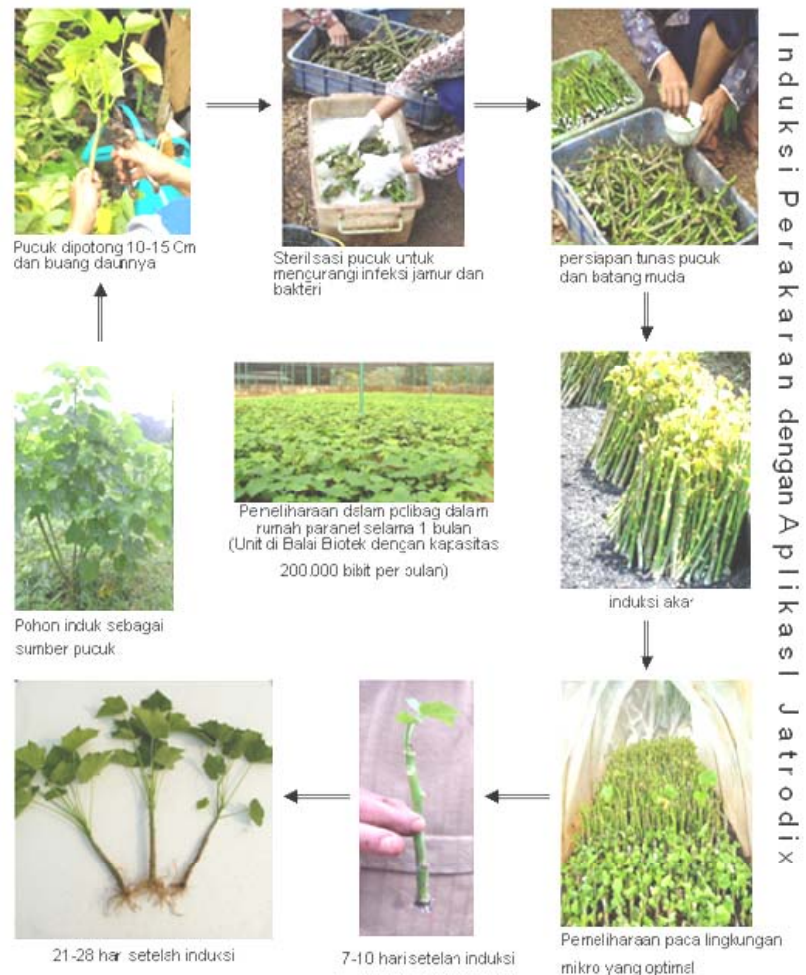 Induksi Perakaran dengan Aplikasi Jatrodix
Pucuk dipotong 10-15 Cm
dan buang daunnya
Sterilsasi pucuk untuk
mengurangi infeksi jamur dan
bakteri
persiapan tunas pucuk
dan batang muda
Pemeliharaan dalam polibag dalam
rumah paranet selama 1 bulan
(Unit di Balai Biotek dengan kapasitas
200.000 bibit per bulan)
induksi akar
Pohon induk sebagai
sumber pucuk
21-28 hari setelah induksi
7-10 hari setelah induksi
Pemeliharaan paca lingkungan
mikro yang optimal